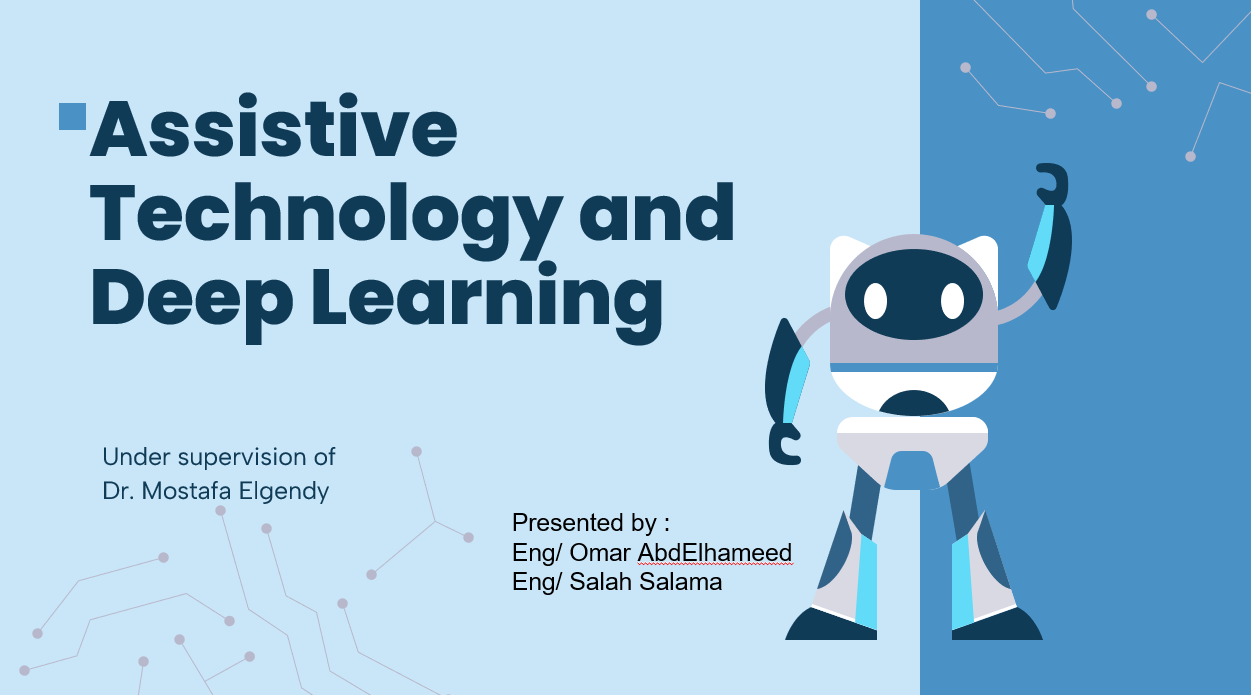 Assistive
Technology and
Deep Learning
Under supervision of
Dr. Mostafa Elgendy
Presented by :
Eng/ Omar AbdElhameed
Eng/ Salah Salama